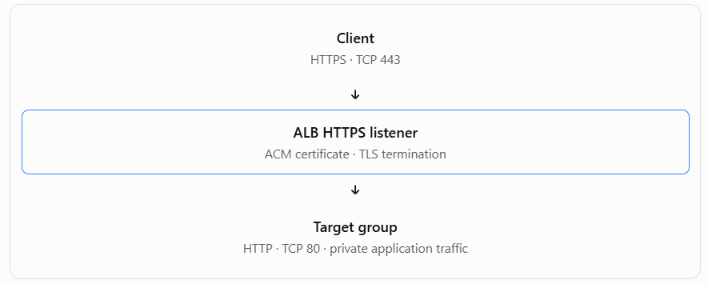 Client
HTTPS · TCP 443
↓
ALB HTTPS listener
ACM certificate · TLS termination
↓
Target group
HTTP · TCP 80 · private application traffic